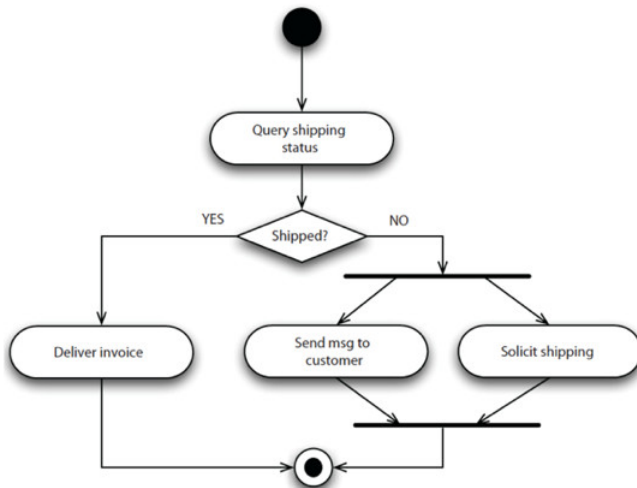 Query shipping
status
YES
Shipped?
NO
Deliver invoice
Send msg to
customer
Solicit shipping